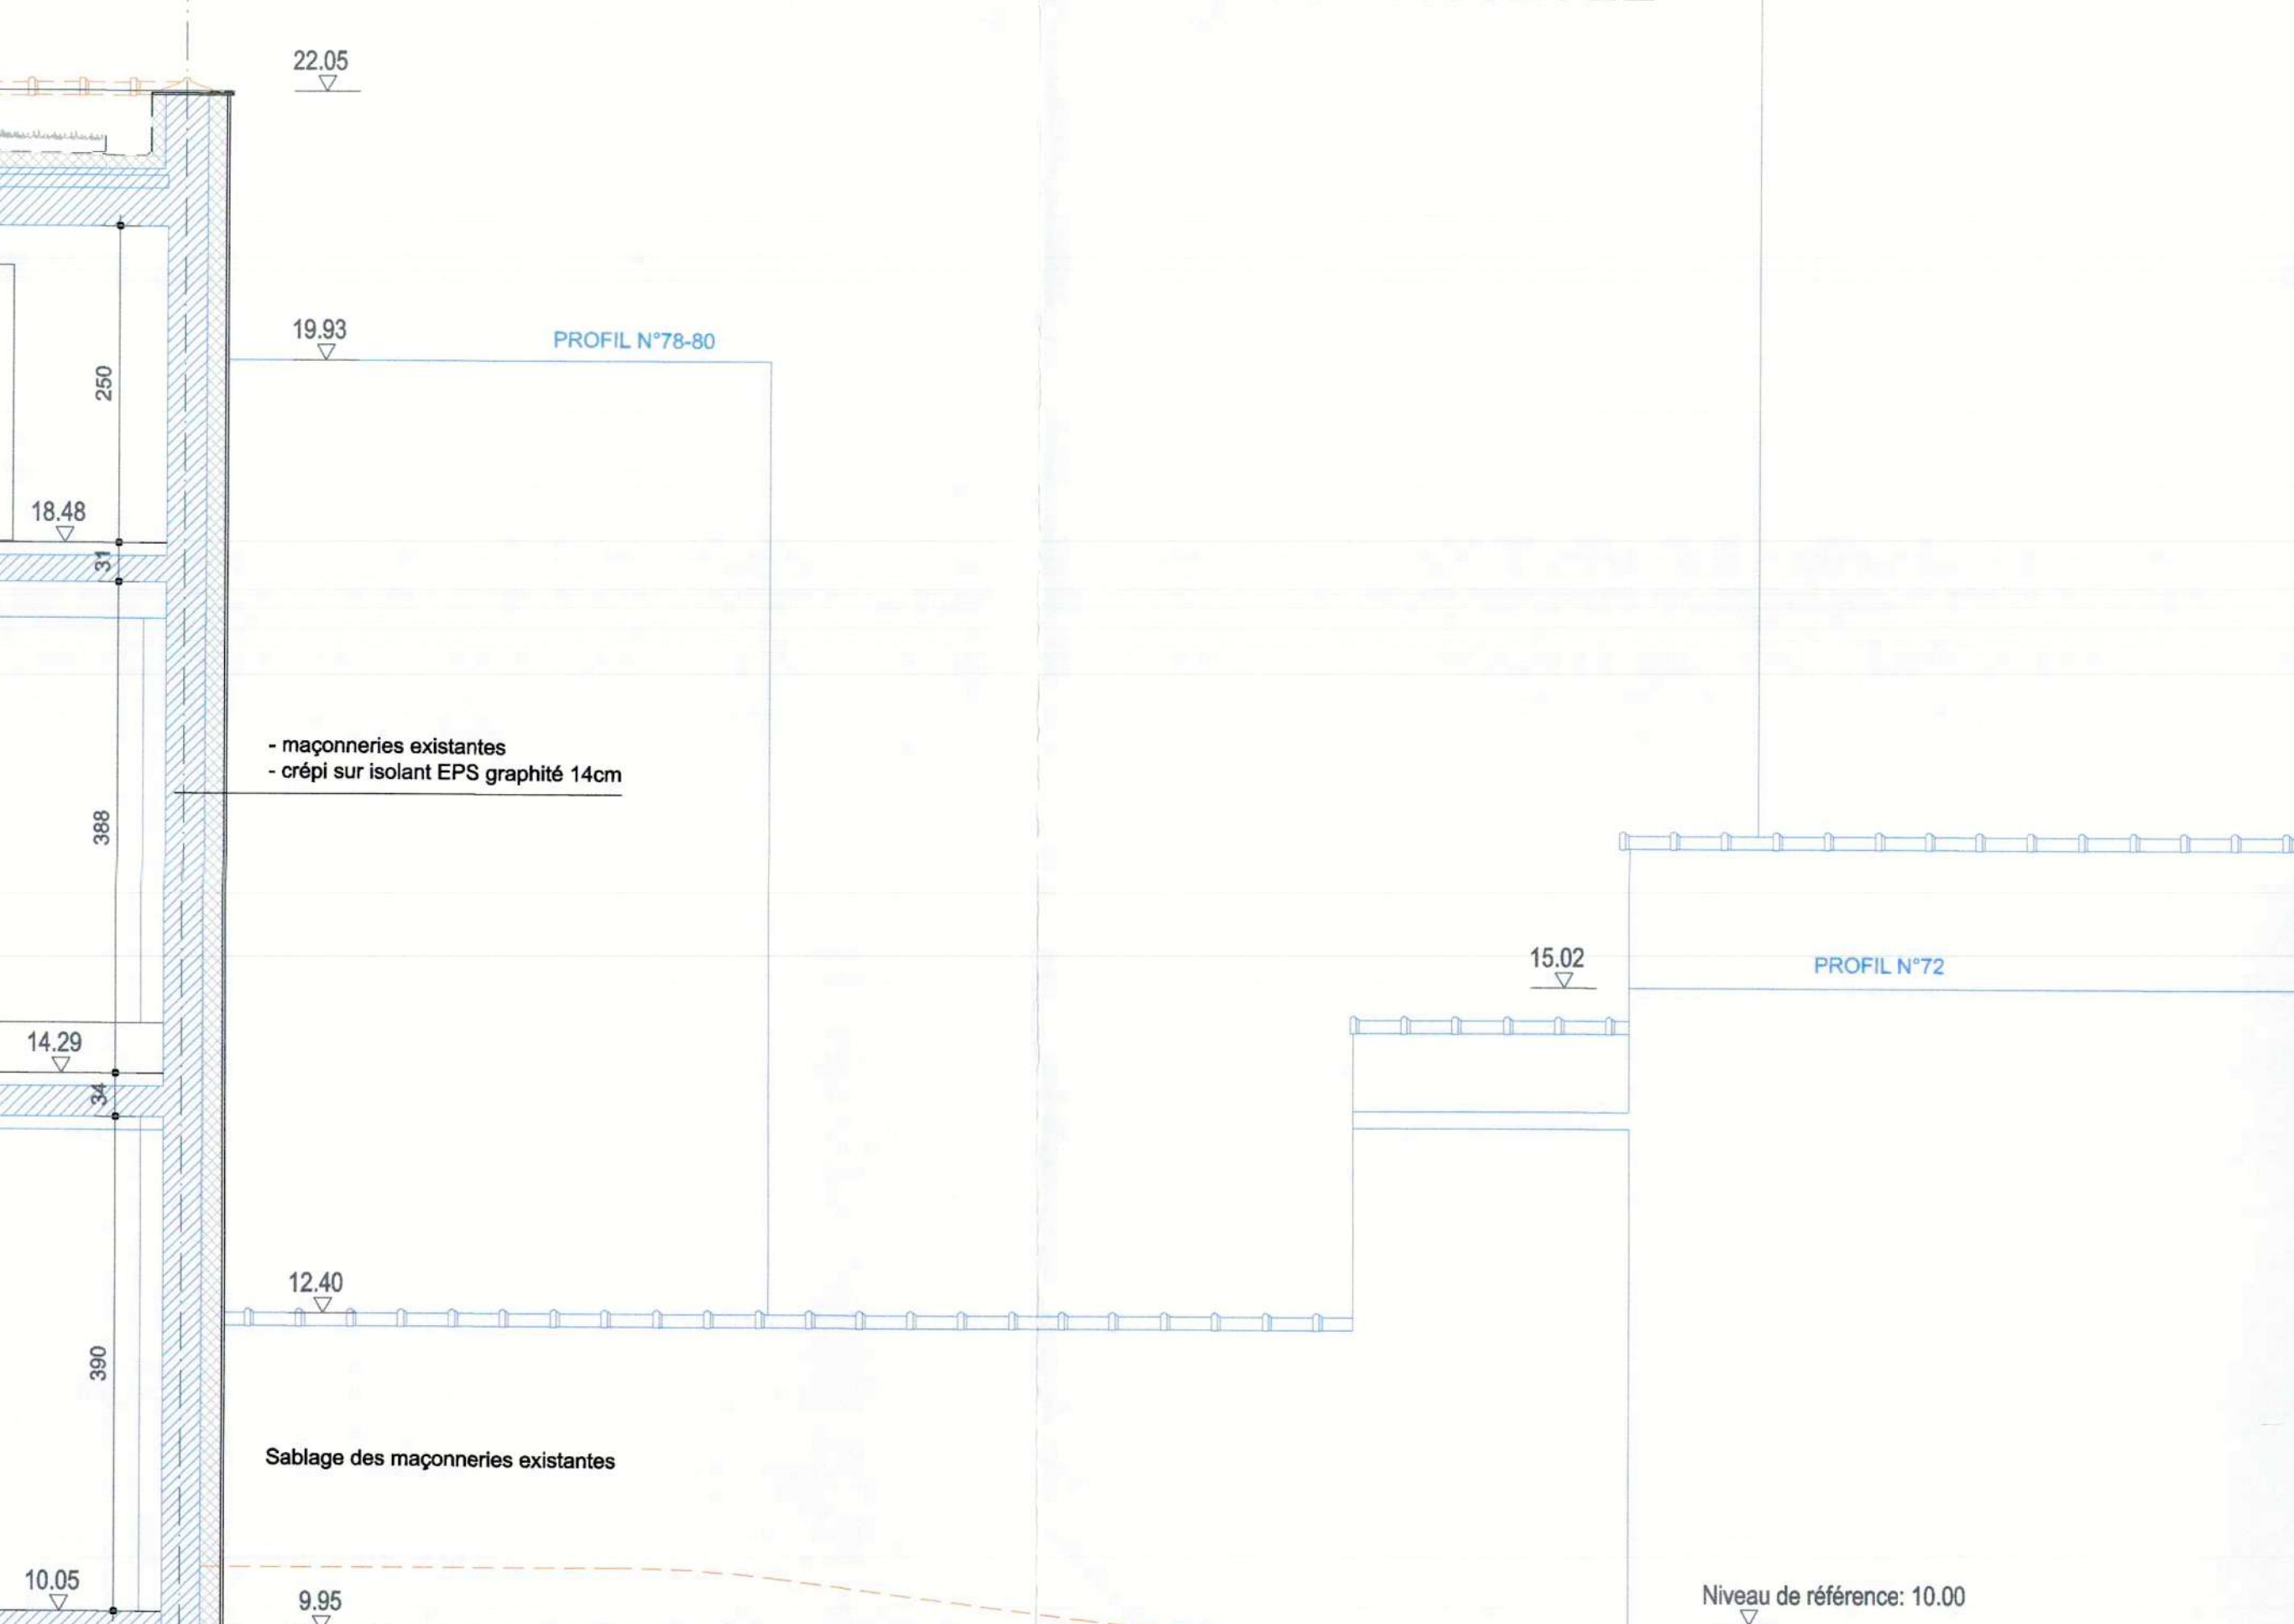 22.05
19.93
PROFIL N°78-80
250
18.48
31
- maçonneries existantes
- crépi sur isolant EPS graphité 14cm
388
15.02
PROFIL N°72
14.29
34
12.40
390
Sablage des maçonneries existantes
10.05
9.95
Niveau de référence: 10.00